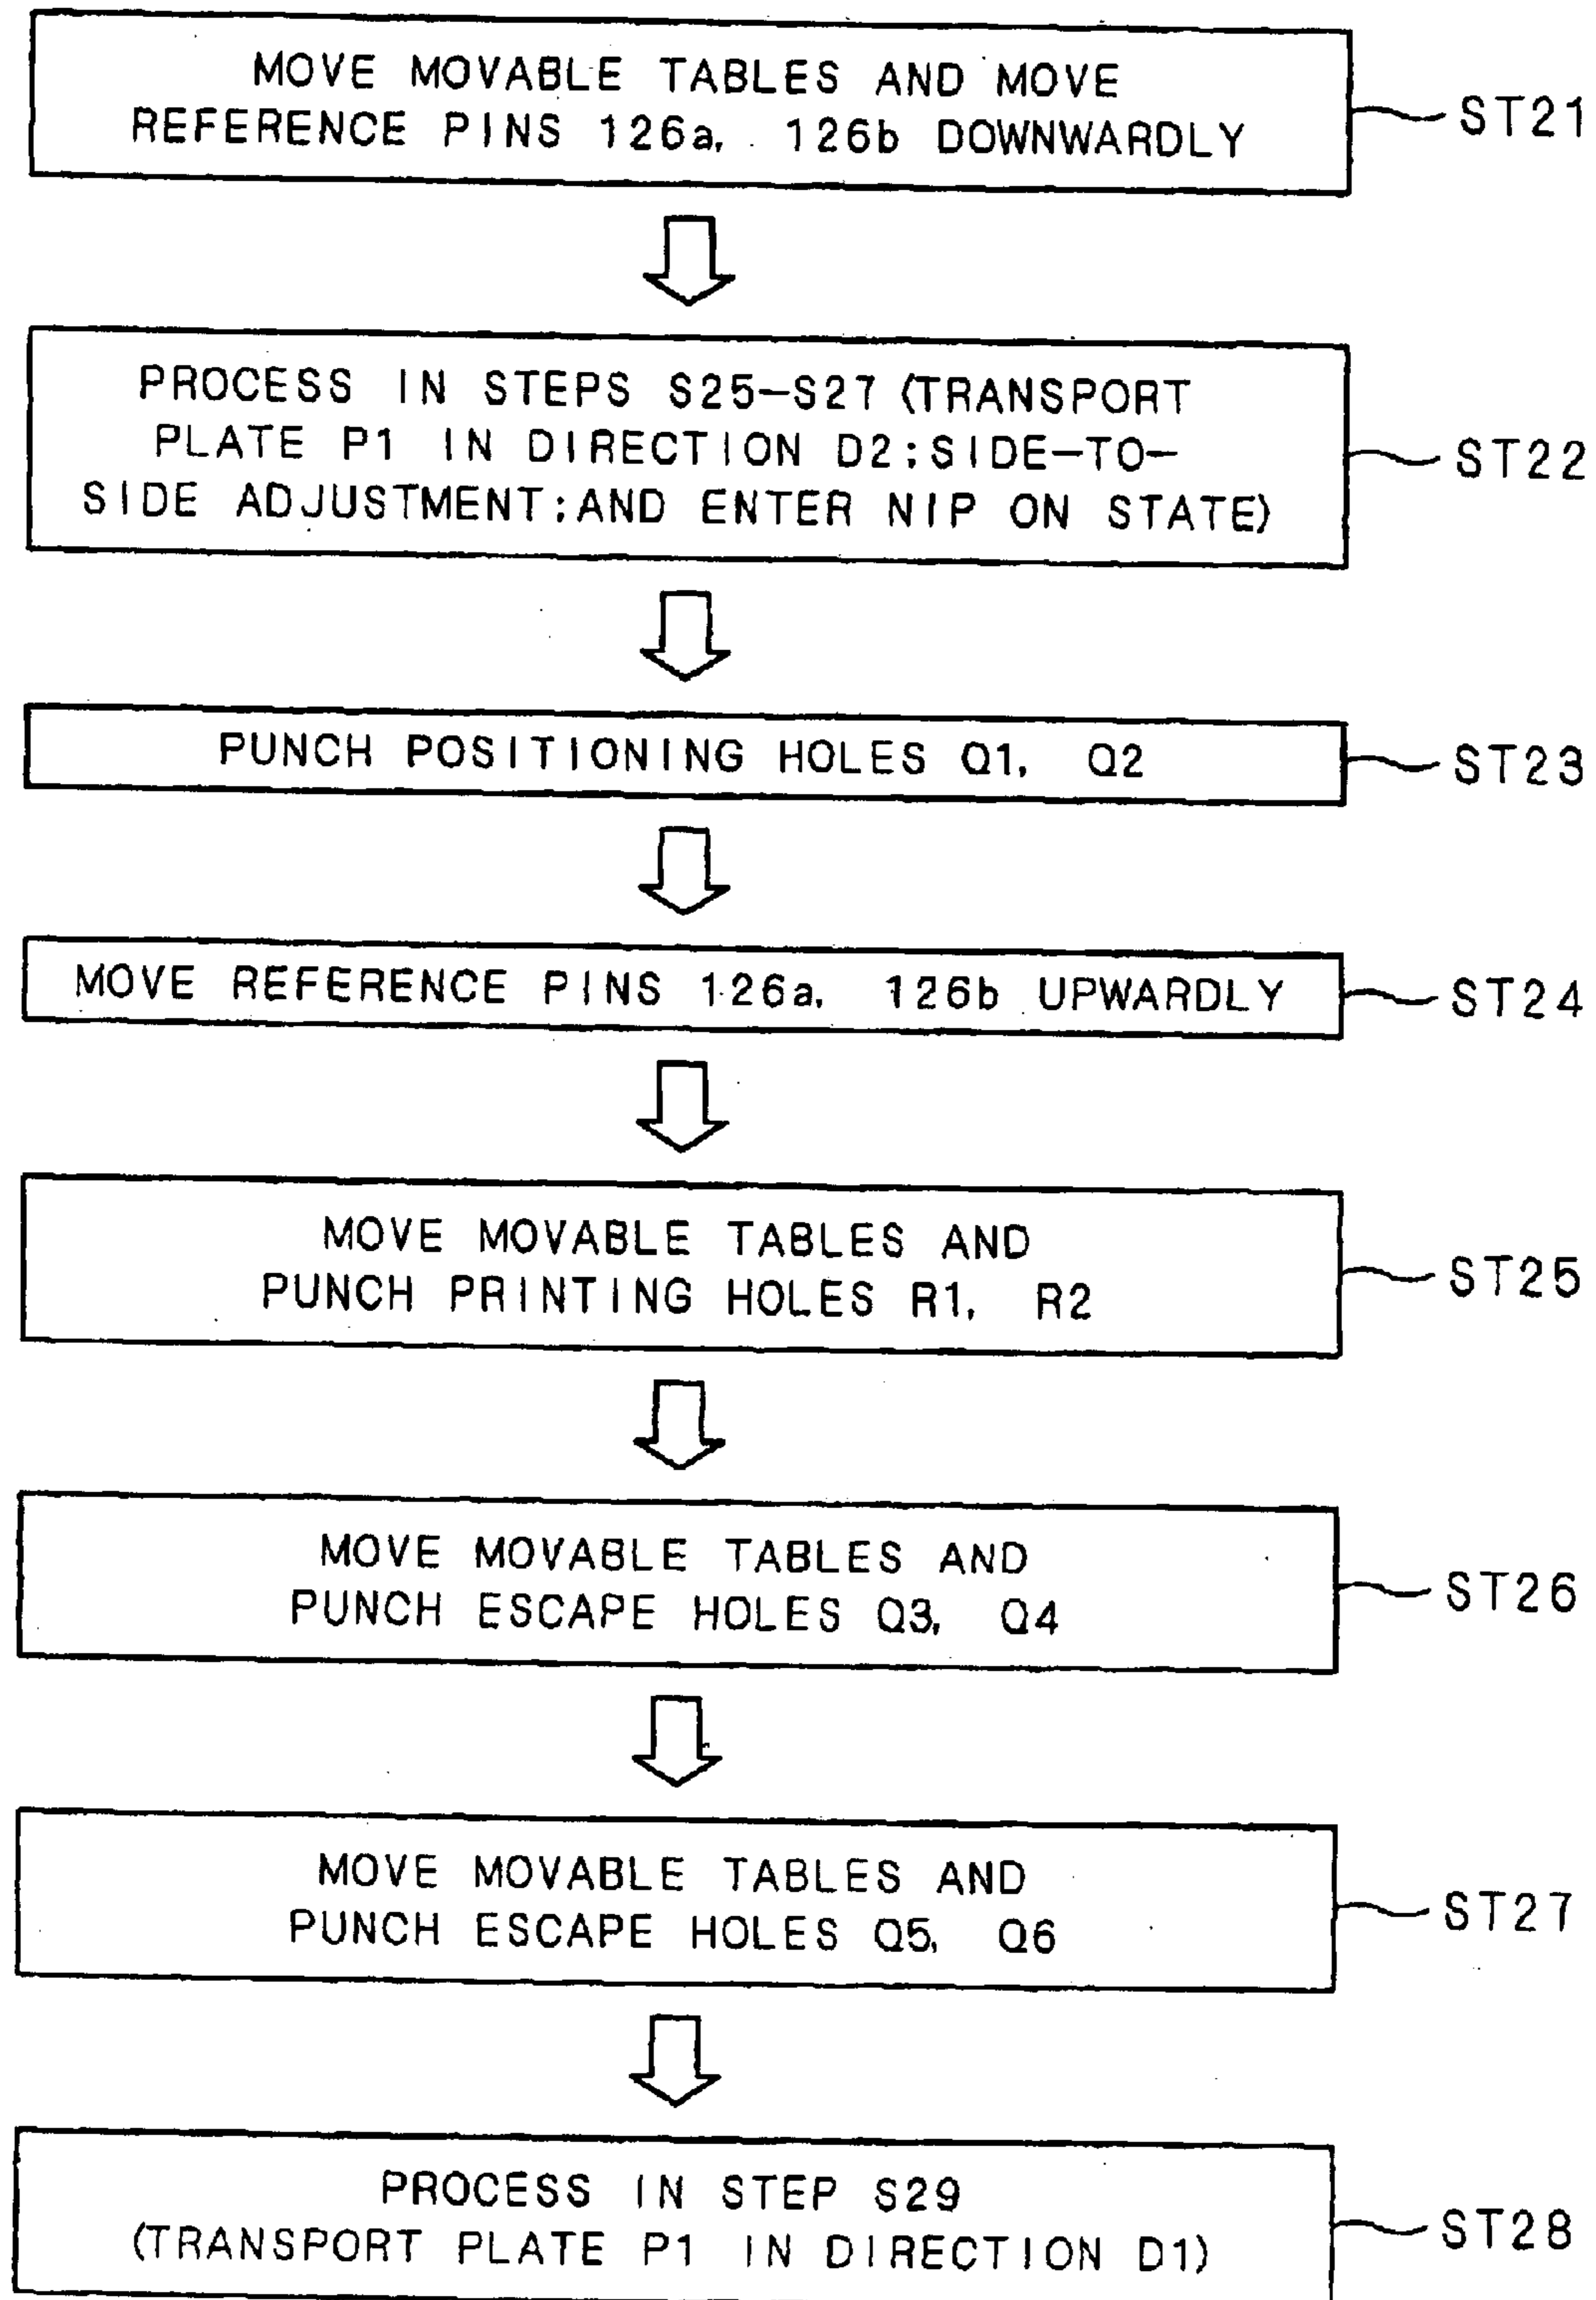 MOVE MOVABLE TABLES AND MOVE
REFERENCE PINS 126a, 126b DOWNWARDLY
ST21
PROCESS IN STEPS S25-S27 (TRANSPORT
PLATE P1 IN DIRECTION D2;SIDE-TO-
SIDE ADJUSTMENT;AND ENTER NIP ON STATE)
ST22
PUNCH POSITIONING HOLES Q1, Q2
ST23
MOVE REFERENCE PINS 126a, 126b UPWARDLY
ST24
MOVE MOVABLE TABLES AND
PUNCH PRINTING HOLES R1, R2
ST25
MOVE MOVABLE TABLES AND
PUNCH ESCAPE HOLES Q3, Q4
ST26
MOVE MOVABLE TABLES AND
PUNCH ESCAPE HOLES Q5, Q6
ST27
PROCESS IN STEP S29
(TRANSPORT PLATE P1 IN DIRECTION D1)
ST28